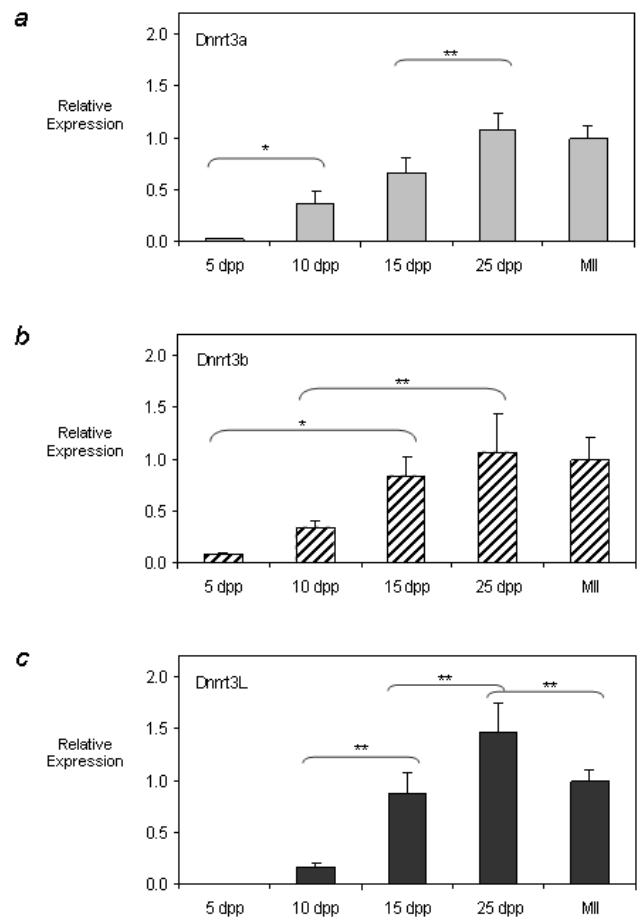 a
2.0
Dnmt3a
**
1.5
Relative
Expression
1.0
*
0.5
0.0
5 dpp 10 dpp 15 dpp 25 dpp MII
b
2.0
Dnmt3b
**
1.5
Relative
Expression
*
1.0
0.5
0.0
5 dpp 10 dpp 15 dpp 25 dpp MII
c
2.0
Dnmt3L
** **
1.5
Relative
Expression
**
1.0
0.5
0.0
5 dpp 10 dpp 15 dpp 25 dpp MII